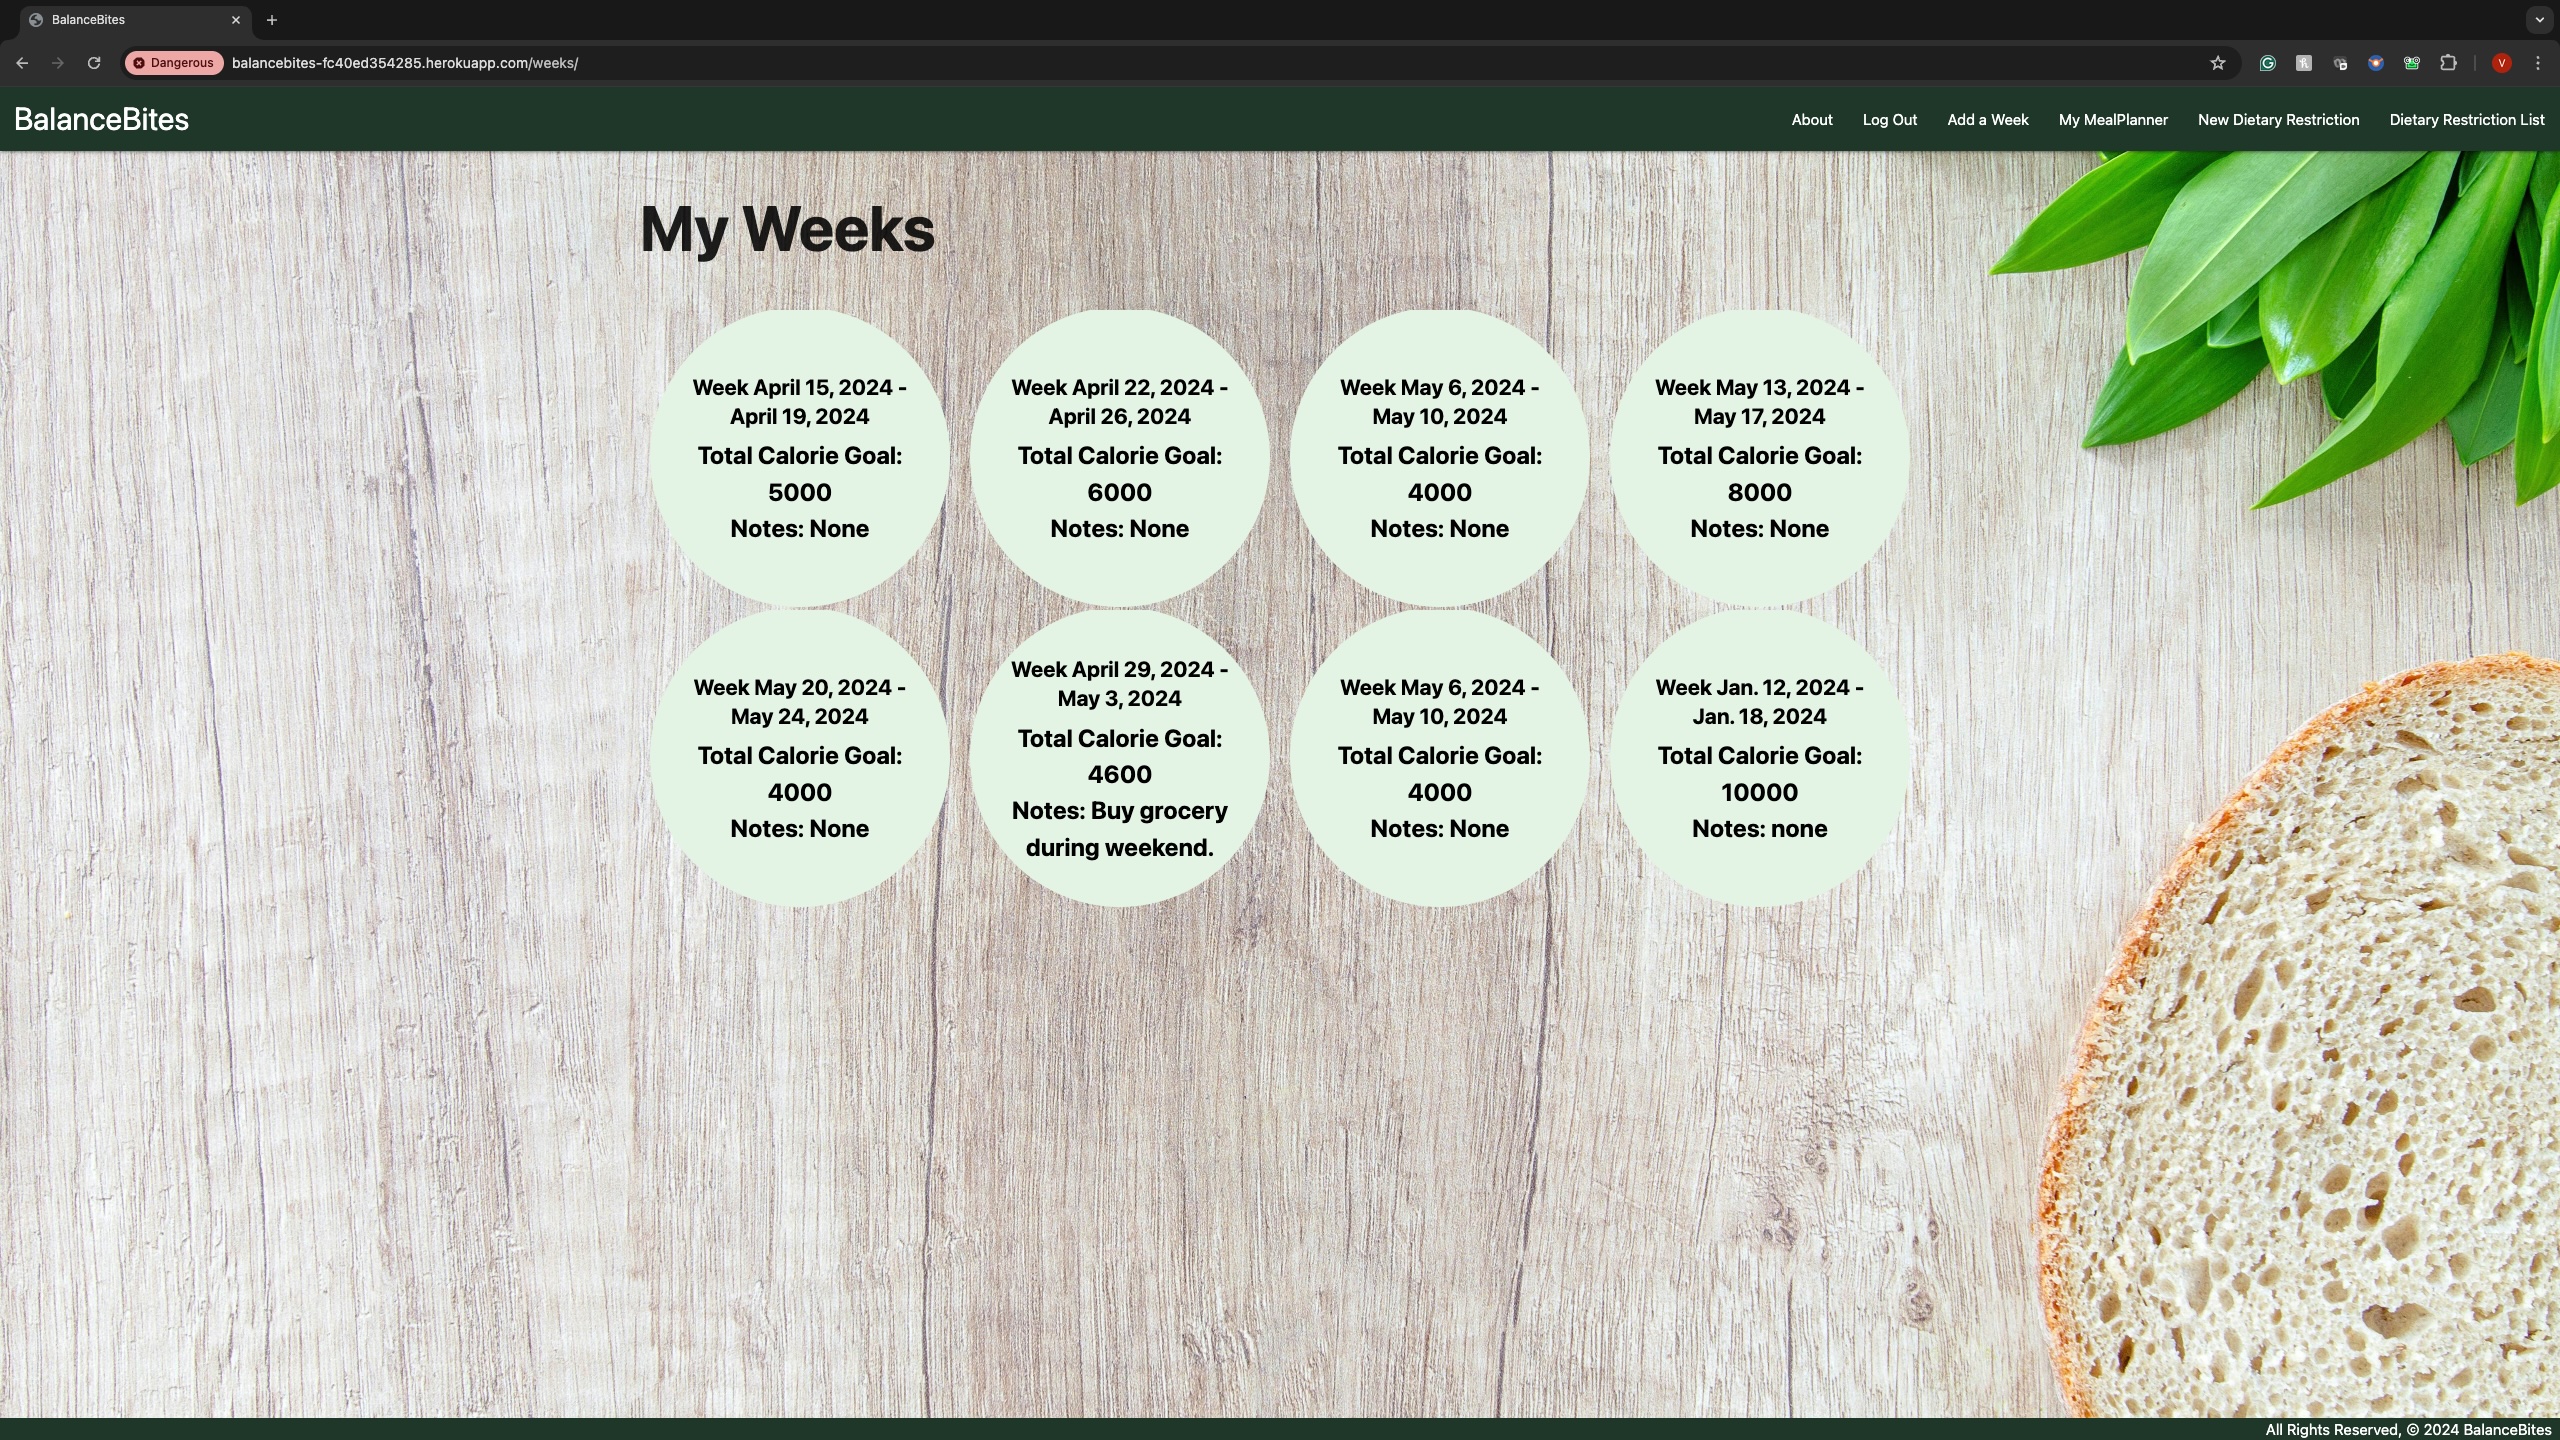 BalanceBites
Dangerous
balancebites-fc40ed354285.herokuapp.com/weeks/
V
BalanceBites
About
Log Out
Add a Week
My MealPlanner
New Dietary Restriction
Dietary Restriction List
My Weeks
Week April 15, 2024 -
April 19, 2024
Total Calorie Goal:
5000
Notes: None
Week April 22, 2024 -
April 26, 2024
Total Calorie Goal:
6000
Notes: None
Week May 6, 2024 -
May 10, 2024
Total Calorie Goal:
4000
Notes: None
Week May 13, 2024 -
May 17, 2024
Total Calorie Goal:
8000
Notes: None
Week May 20, 2024 -
May 24, 2024
Total Calorie Goal:
4000
Notes: None
Week April 29, 2024 -
May 3, 2024
Total Calorie Goal:
4600
Notes: Buy grocery
during weekend.
Week May 6, 2024 -
May 10, 2024
Total Calorie Goal:
4000
Notes: None
Week Jan. 12, 2024 -
Jan. 18, 2024
Total Calorie Goal:
10000
Notes: none
All Rights Reserved, © 2024 BalanceBites